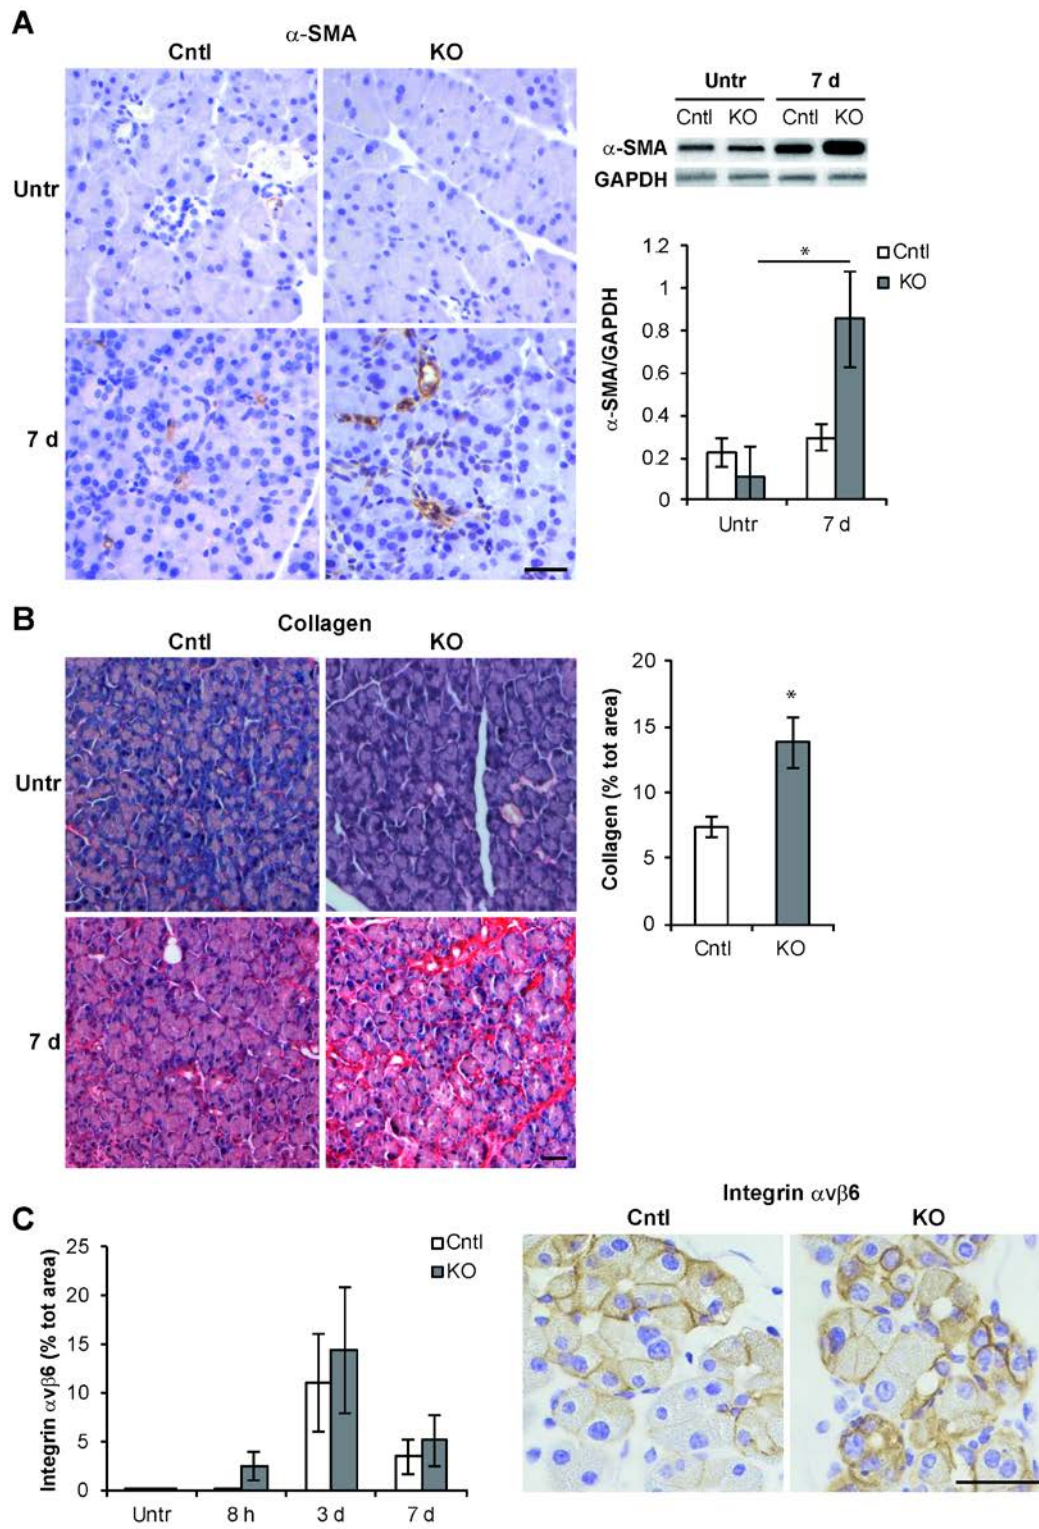 A
α-SMA
Cntl KO
Untr
7 d
Untr 7 d
Cntl KO Cntl KO
α-SMA
GAPDH
1.2
1
0.8
0.6
0.4
0.2
0
α-SMA/GAPDH
*
Cntl
KO
Untr 7 d
B
Collagen
Cntl KO
Untr
7 d
20
15
10
5
0
Collagen (% tot area)
*
Cntl KO
C
25
20
15
10
5
0
Integrin αvβ6 (% tot area)
Cntl
KO
Untr 8 h 3 d 7 d
Integrin αvβ6
Cntl KO